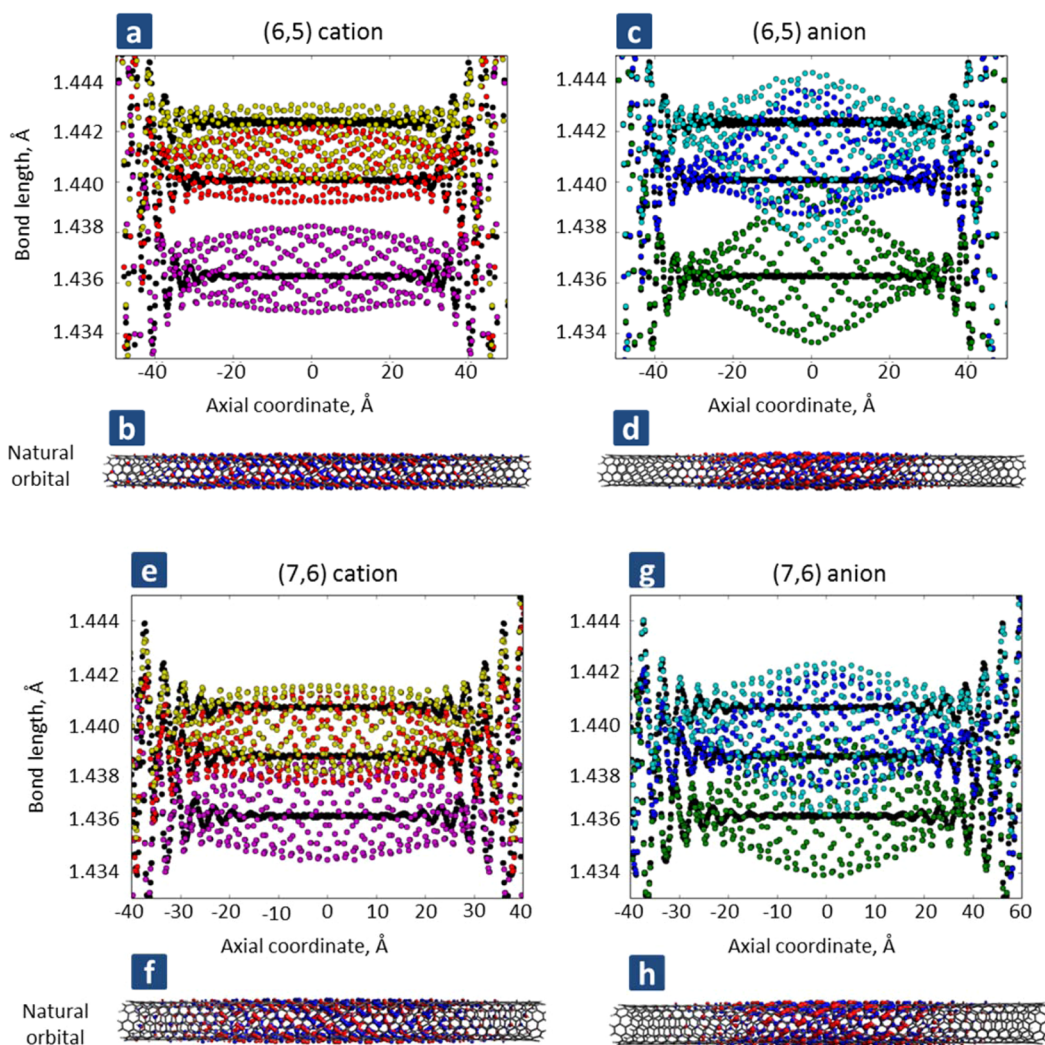 a (6,5) cation
c (6,5) anion
1.444
1.442
1.440
1.438
1.436
1.434
Bond length, Å
-40 -20 0 20 40
Axial coordinate, Å
1.444
1.442
1.440
1.438
1.436
1.434
-40 -20 0 20 40
Axial coordinate, Å
b
d
Natural
orbital
e (7,6) cation
g (7,6) anion
1.444
1.442
1.440
1.438
1.436
1.434
Bond length, Å
-40 -30 -20 -10 0 10 20 30 40
Axial coordinate, Å
1.444
1.442
1.440
1.438
1.436
1.434
-40 -30 -20 -10 0 10 20 30 40 50 60
Axial coordinate, Å
f
h
Natural
orbital